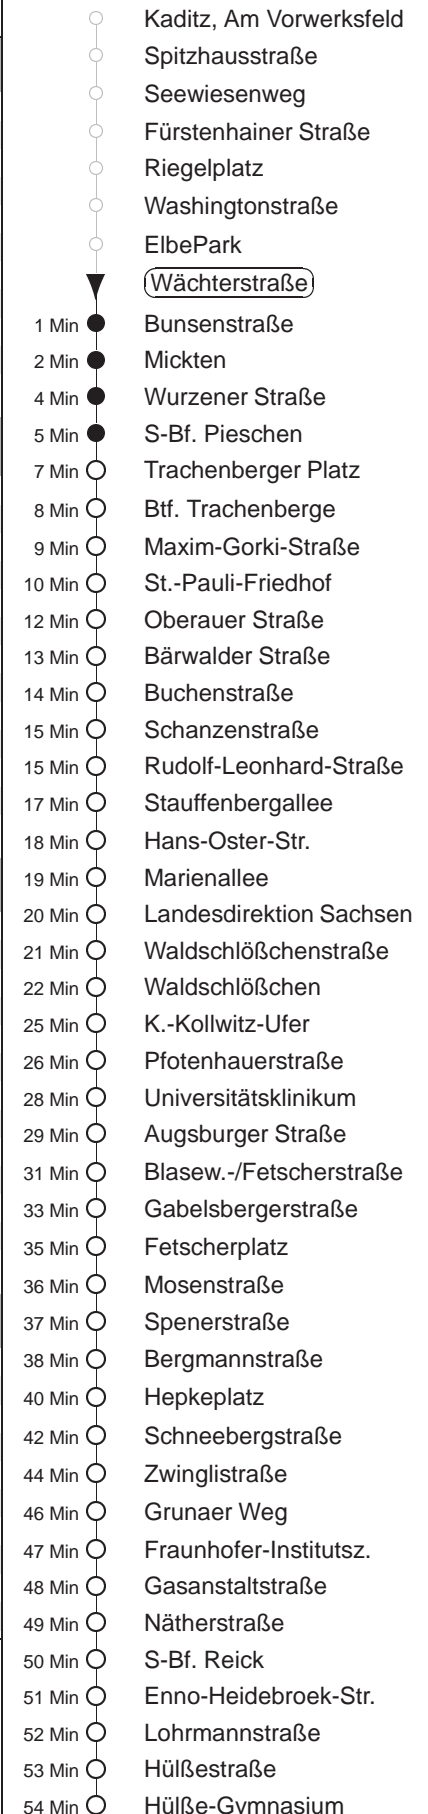 Kaditz, Am Vorwerksfeld
Spitzhausstraße
Seewiesenweg
Fürstenhainer Straße
Riegelplatz
Washingtonstraße
ElbePark
Wächterstraße
1 Min Bunsenstraße
2 Min Mickten
4 Min Wurzener Straße
5 Min S-Bf. Pieschen
7 Min Trachenberger Platz
8 Min Btf. Trachenberge
9 Min Maxim-Gorki-Straße
10 Min St.-Pauli-Friedhof
12 Min Oberauer Straße
13 Min Bärwalder Straße
14 Min Buchenstraße
15 Min Schanzenstraße
15 Min Rudolf-Leonhard-Straße
17 Min Stauffenbergallee
18 Min Hans-Oster-Str.
19 Min Marienallee
20 Min Landesdirektion Sachsen
21 Min Waldschlößchenstraße
22 Min Waldschlößchen
25 Min K.-Kollwitz-Ufer
26 Min Pfotenhauerstraße
28 Min Universitätsklinikum
29 Min Augsburger Straße
31 Min Blasew.-/Fetscherstraße
33 Min Gabelsbergerstraße
35 Min Fetscherplatz
36 Min Mosenstraße
37 Min Spenerstraße
38 Min Bergmannstraße
40 Min Hepkeplatz
42 Min Schneebergstraße
44 Min Zwinglistraße
46 Min Grunaer Weg
47 Min Fraunhofer-Institutsz.
48 Min Gasanstaltstraße
49 Min Nätherstraße
50 Min S-Bf. Reick
51 Min Enno-Heidebroek-Str.
52 Min Lohrmannstraße
53 Min Hülßestraße
54 Min Hülße-Gymnasium